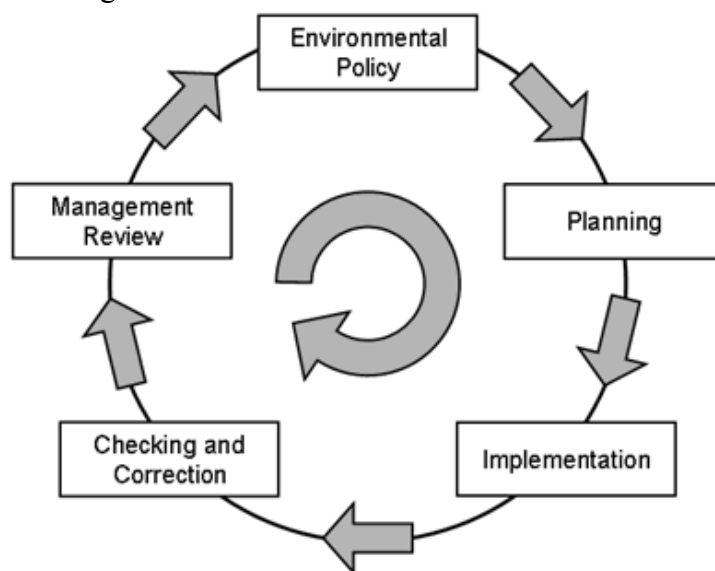 Environmental
Policy
Planning
Implementation
Checking and
Correction
Management
Review